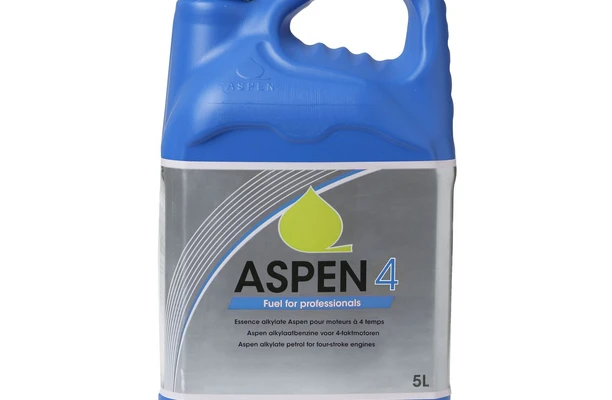 ASPEN
ASPEN 4
Fuel for professionals
Essence alkylate Aspen pour moteurs à 4 temps
Aspen alkylaatbenzine voor 4-taktmotoren
Aspen alkylate petrol for four-stroke engines
5L